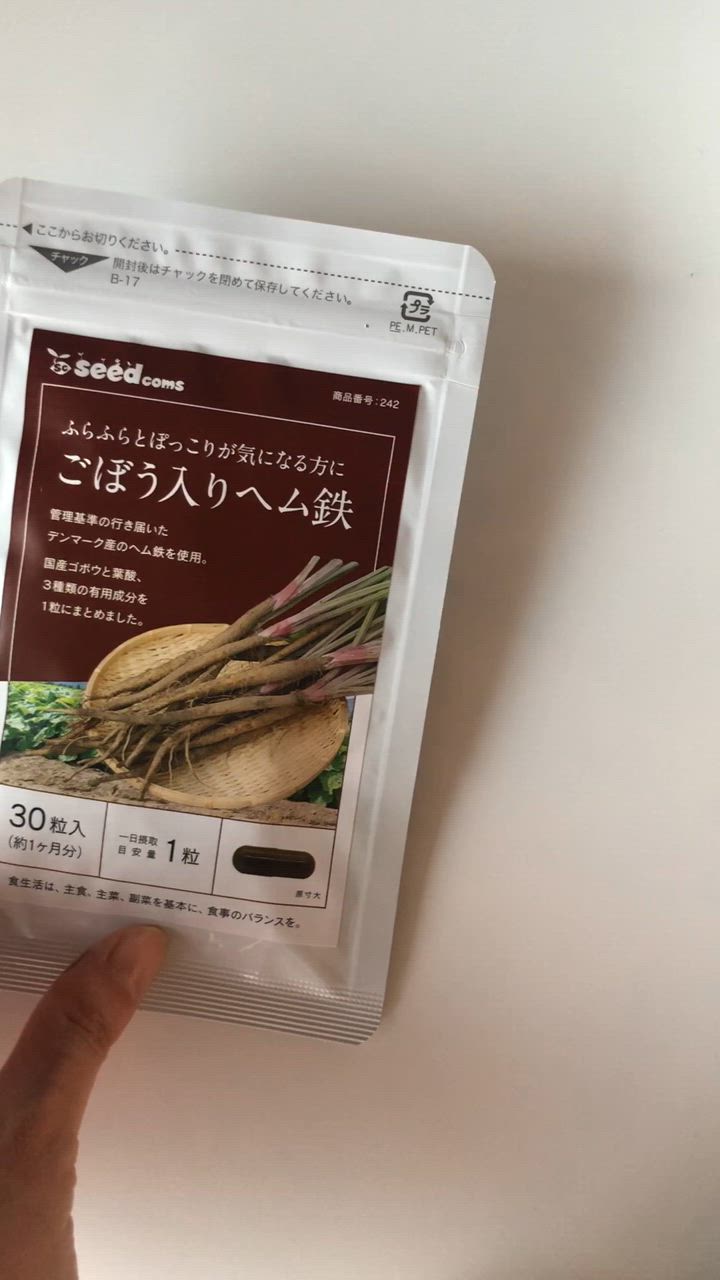 ここからお切りください。
チャック
開封後はチャックを閉めて保存してください。
B-17
プラ
PE.M.PET
seedcoms
商品番号:242
ふらふらとぽっこりが気になる方に
ごぼう入りヘム鉄
管理基準の行き届いた
デンマーク産のヘム鉄を使用。
国産ゴボウと葉酸、
3種類の有用成分を
1粒にまとめました。
30粒入
(約1ヶ月分)
一日摂取
目安量 1粒
原寸大
食生活は、主食、主菜、副菜を基本に、食事のバランスを。